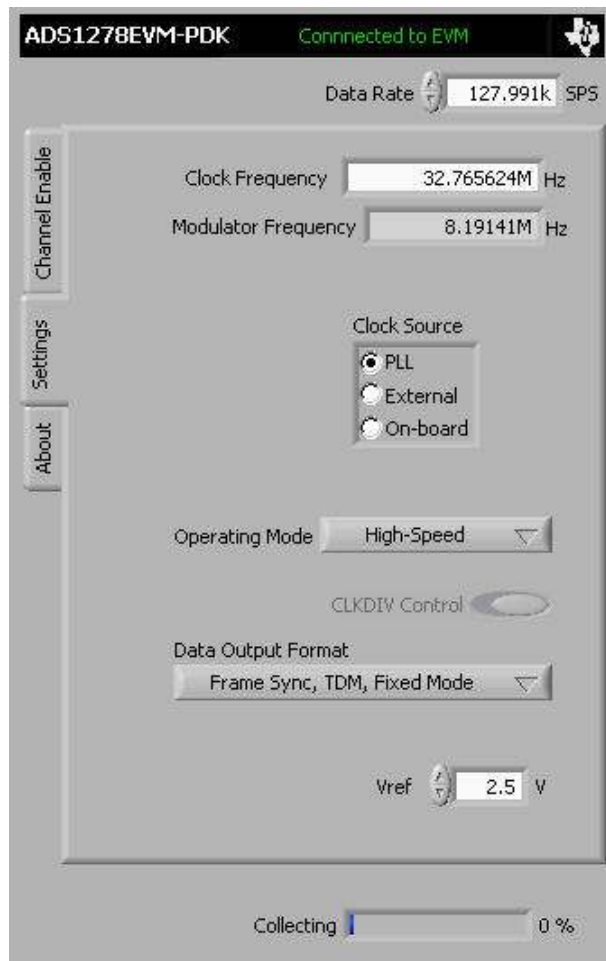 ADS1278EVM-PDK Connnected to EVM
Data Rate 127.991k SPS
Channel Enable
Settings
About
Clock Frequency 32.765624M Hz
Modulator Frequency 8.19141M Hz
Clock Source
PLL
External
On-board
Operating Mode High-Speed
CLKDIV Control
Data Output Format
Frame Sync, TDM, Fixed Mode
Vref 2.5 V
Collecting 0 %